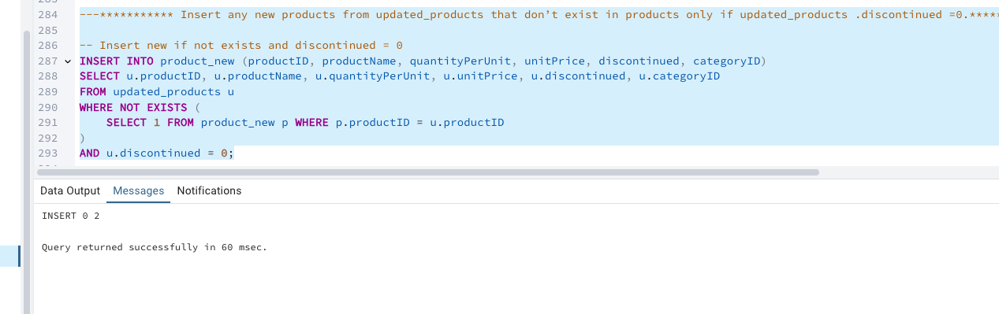 284 ---*********** Insert any new products from updated_products that don’t exist in products only if updated_products .discontinued =0.****
285
286 -- Insert new if not exists and discontinued = 0
287 INSERT INTO product_new (productID, productName, quantityPerUnit, unitPrice, discontinued, categoryID)
288 SELECT u.productID, u.productName, u.quantityPerUnit, u.unitPrice, u.discontinued, u.categoryID
289 FROM updated_products u
290 WHERE NOT EXISTS (
291 SELECT 1 FROM product_new p WHERE p.productID = u.productID
292 )
293 AND u.discontinued = 0;
Data Output Messages Notifications
INSERT 0 2
Query returned successfully in 60 msec.